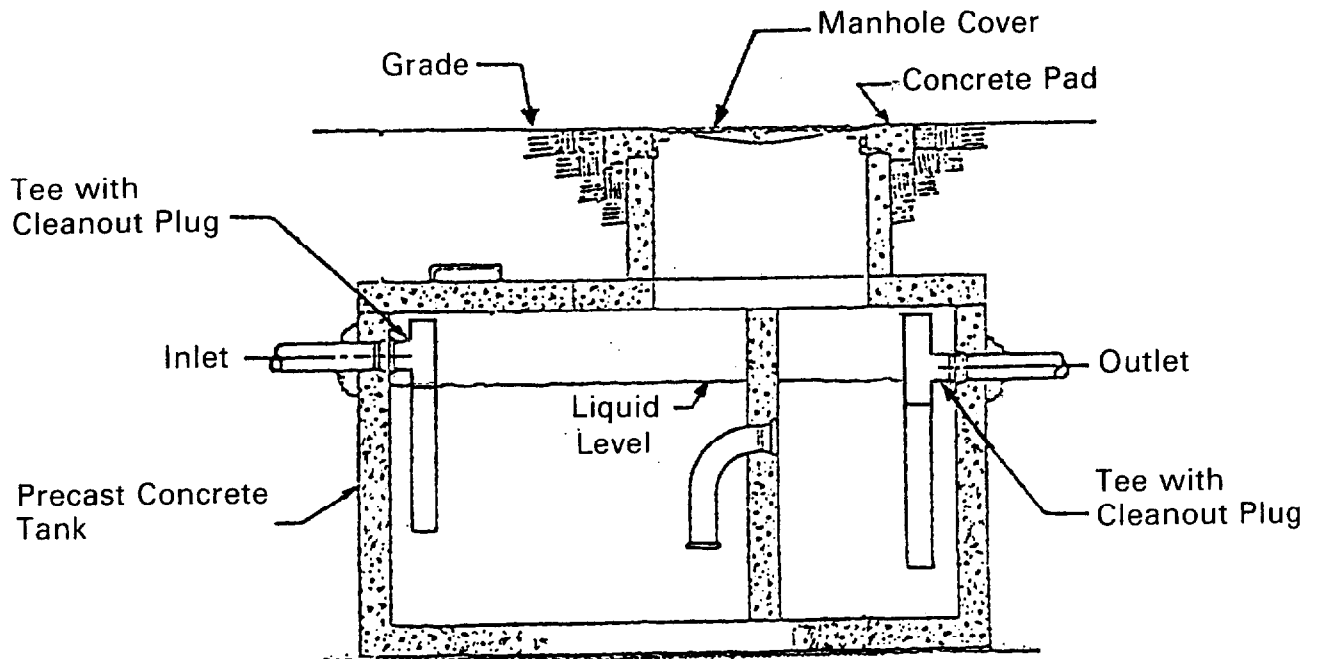 Manhole Cover
Grade
Concrete Pad
Tee with
Cleanout Plug
Inlet
Outlet
Liquid
Level
Precast Concrete
Tank
Tee with
Cleanout Plug